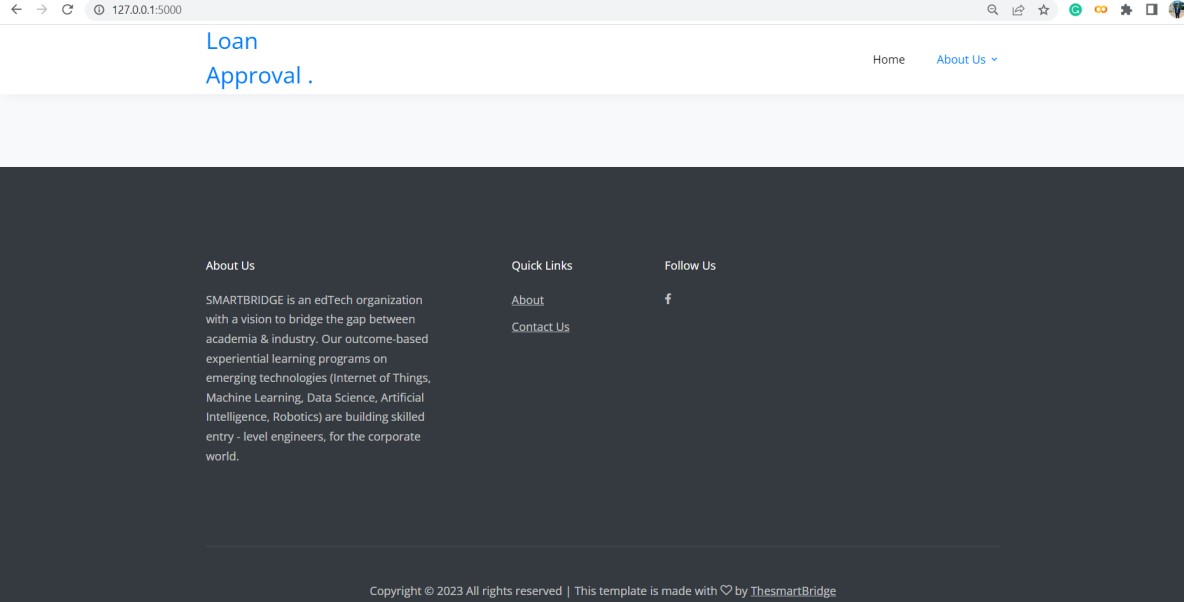 127.0.0.1:5000
Loan
Approval .
Home
About Us
About Us
SMARTBRIDGE is an edTech organization
with a vision to bridge the gap between
academia & industry. Our outcome-based
experiential learning programs on
emerging technologies (Internet of Things,
Machine Learning, Data Science, Artificial
Intelligence, Robotics) are building skilled
entry - level engineers, for the corporate
world.
Quick Links
About
Contact Us
Follow Us
Copyright © 2023 All rights reserved | This template is made with ♡ by ThesmartBridge